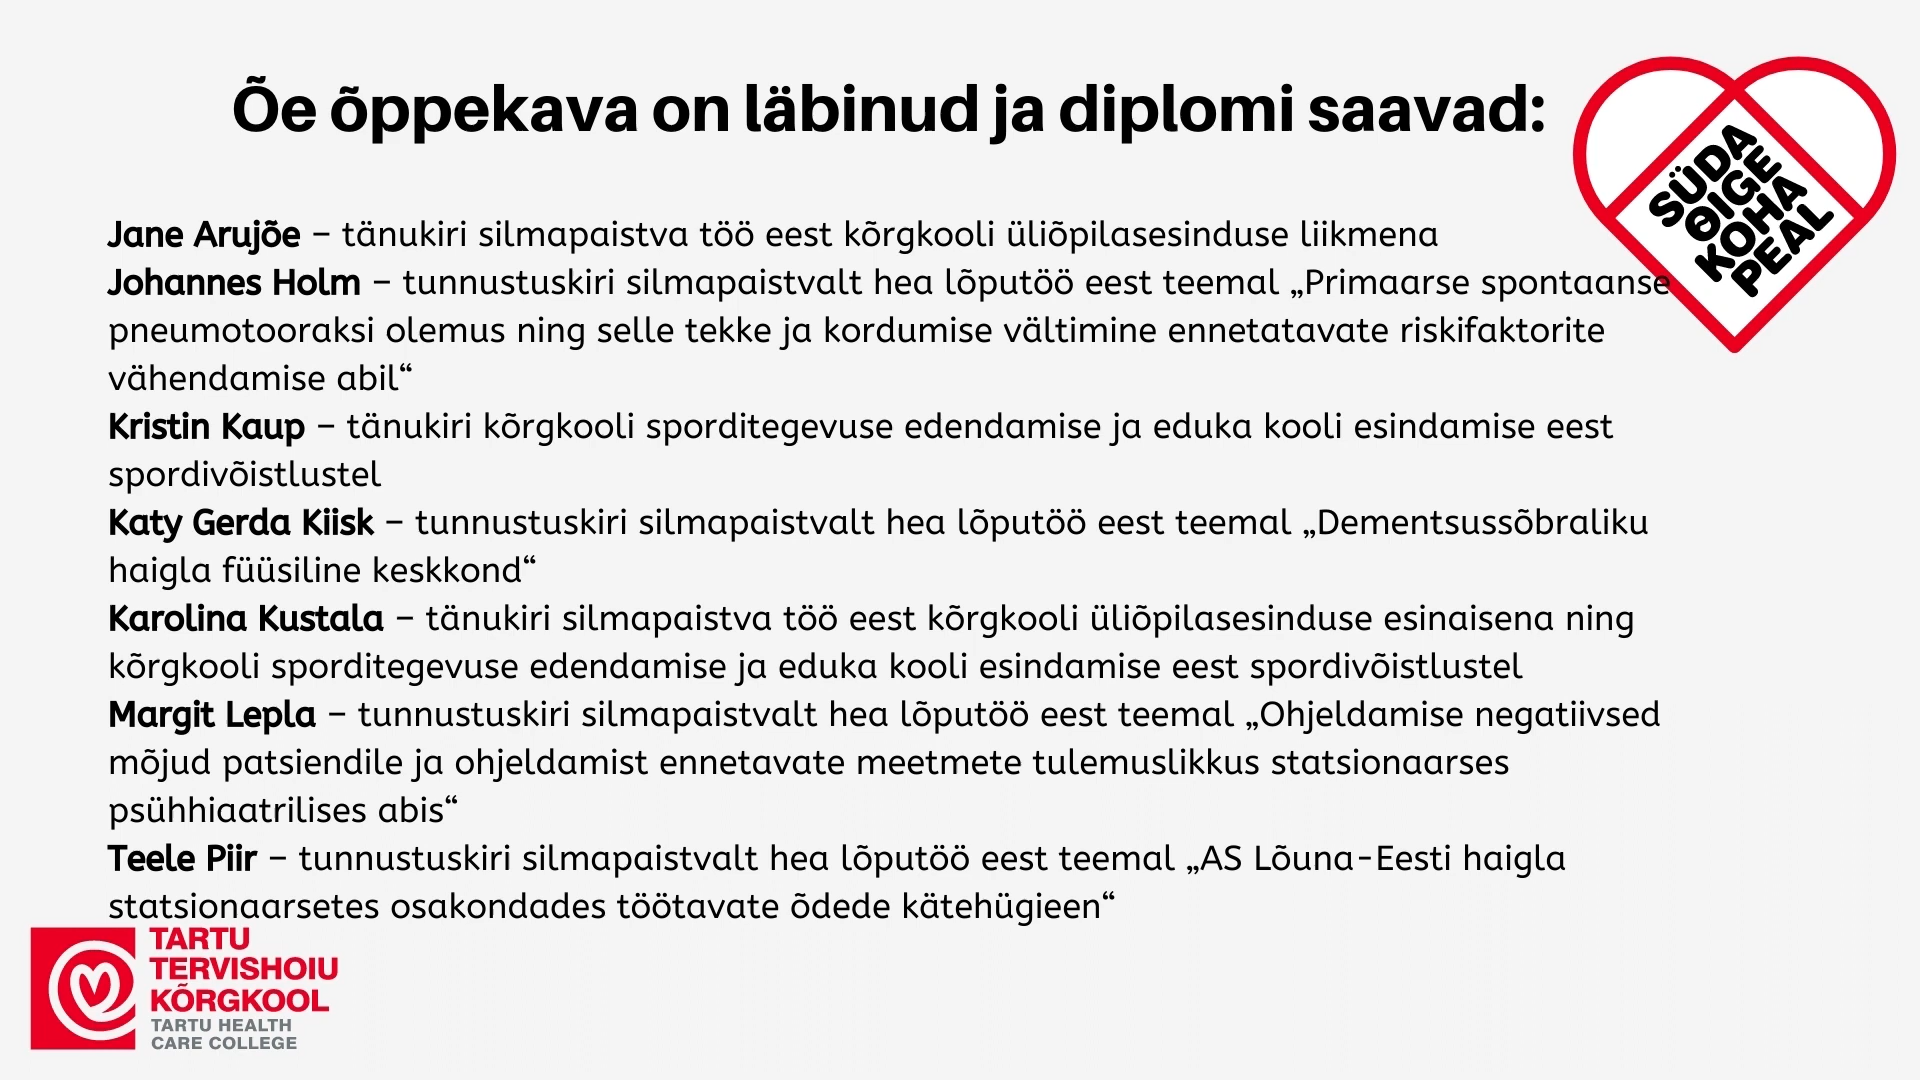 Õe õppekava on läbinud ja diplomi saavad:
SÜDA
ÕIGE
KOHA
PEAL
Jane Arujõe – tänukiri silmapaistva töö eest kõrgkooli üliõpilasesinduse liikmena
Johannes Holm – tunnustuskiri silmapaistvalt hea lõputöö eest teemal „Primaarse spontaanse
pneumotooraksi olemus ning selle tekke ja kordumise vältimine ennetatavate riskifaktorite
vähendamise abil“
Kristin Kaup – tänukiri kõrgkooli sporditegevuse edendamise ja eduka kooli esindamise eest
spordivõistlustel
Katy Gerda Kiisk – tunnustuskiri silmapaistvalt hea lõputöö eest teemal „Dementsussõbraliku
haigla füüsiline keskkond“
Karolina Kustala – tänukiri silmapaistva töö eest kõrgkooli üliõpilasesinduse esinaisena ning
kõrgkooli sporditegevuse edendamise ja eduka kooli esindamise eest spordivõistlustel
Margit Lepla – tunnustuskiri silmapaistvalt hea lõputöö eest teemal „Ohjeldamise negatiivsed
mõjud patsiendile ja ohjeldamist ennetavate meetmete tulemuslikkus statsionaarses
psühhiaatrilises abis“
Teele Piir – tunnustuskiri silmapaistvalt hea lõputöö eest teemal „AS Lõuna-Eesti haigla
statsionaarsetes osakondades töötavate õdede kätehügieen“
TARTU
TERVISHOIU
KÕRGKOOL
TARTU HEALTH
CARE COLLEGE